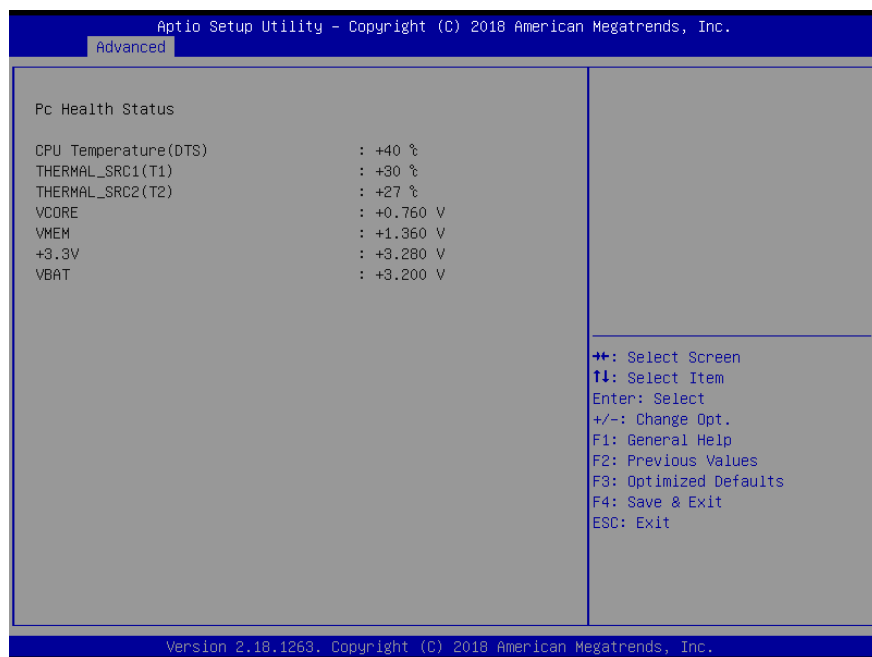 Aptio Setup Utility – Copyright (C) 2018 American Megatrends, Inc.
Advanced
Pc Health Status
CPU Temperature(DTS) : +40 ℃
THERMAL_SRC1(T1) : +30 ℃
THERMAL_SRC2(T2) : +27 ℃
VCORE : +0.760 V
VMEM : +1.360 V
+3.3V : +3.280 V
VBAT : +3.200 V
→←: Select Screen
↑↓: Select Item
Enter: Select
+/-: Change Opt.
F1: General Help
F2: Previous Values
F3: Optimized Defaults
F4: Save & Exit
ESC: Exit
Version 2.18.1263. Copyright (C) 2018 American Megatrends, Inc.